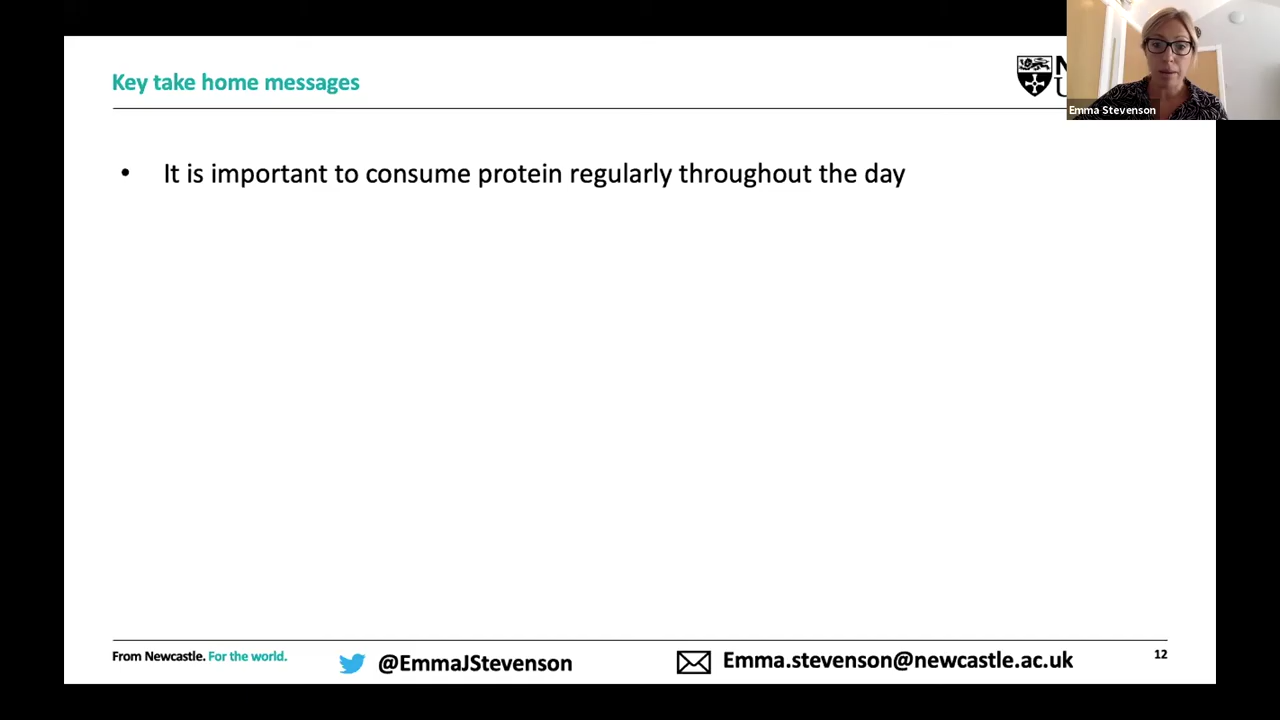 Key take home messages
Emma Stevenson
• It is important to consume protein regularly throughout the day
From Newcastle. For the world.
@EmmaJStevenson
Emma.stevenson@newcastle.ac.uk
12